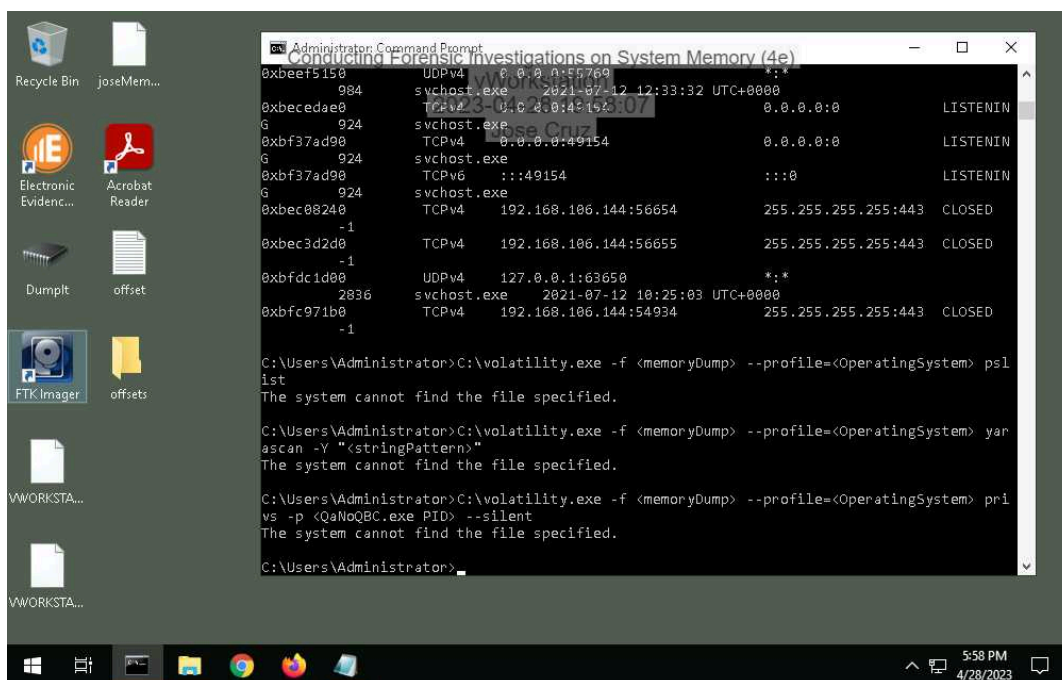 Recycle Bin
joseMem...
Electronic
Evidenc...
Acrobat
Reader
DumpIt
offset
FTK Imager
offsets
VWORKSTA...
VWORKSTA...
Administrator: Command Prompt
Conducting Forensic Investigations on System Memory (4e)
vWorkstation
Jose Cruz
0xbeef5150 UDPv4 0.0.0.0:55769 *:*
984 svchost.exe 2021-07-12 12:33:32 UTC+0000
0xbecedae0 TCPv4 0.0.0.0:49154 0.0.0.0:0 LISTENIN
G 924 svchost.exe
0xbf37ad90 TCPv4 0.0.0.0:49154 0.0.0.0:0 LISTENIN
G 924 svchost.exe
0xbf37ad90 TCPv6 :::49154 :::0 LISTENIN
G 924 svchost.exe
0xbec08240 TCPv4 192.168.106.144:56654 255.255.255.255:443 CLOSED
-1
0xbec3d2d0 TCPv4 192.168.106.144:56655 255.255.255.255:443 CLOSED
-1
0xbfdc1d00 UDPv4 127.0.0.1:63650 *:*
2836 svchost.exe 2021-07-12 10:25:03 UTC+0000
0xbfc971b0 TCPv4 192.168.106.144:54934 255.255.255.255:443 CLOSED
-1
C:\Users\Administrator>C:\volatility.exe -f <memoryDump> --profile=<OperatingSystem> psl
ist
The system cannot find the file specified.
C:\Users\Administrator>C:\volatility.exe -f <memoryDump> --profile=<OperatingSystem> yar
ascan -Y "<stringPattern>"
The system cannot find the file specified.
C:\Users\Administrator>C:\volatility.exe -f <memoryDump> --profile=<OperatingSystem> pri
vs -p <QaNoQBC.exe PID> --silent
The system cannot find the file specified.
C:\Users\Administrator>
5:58 PM
4/28/2023